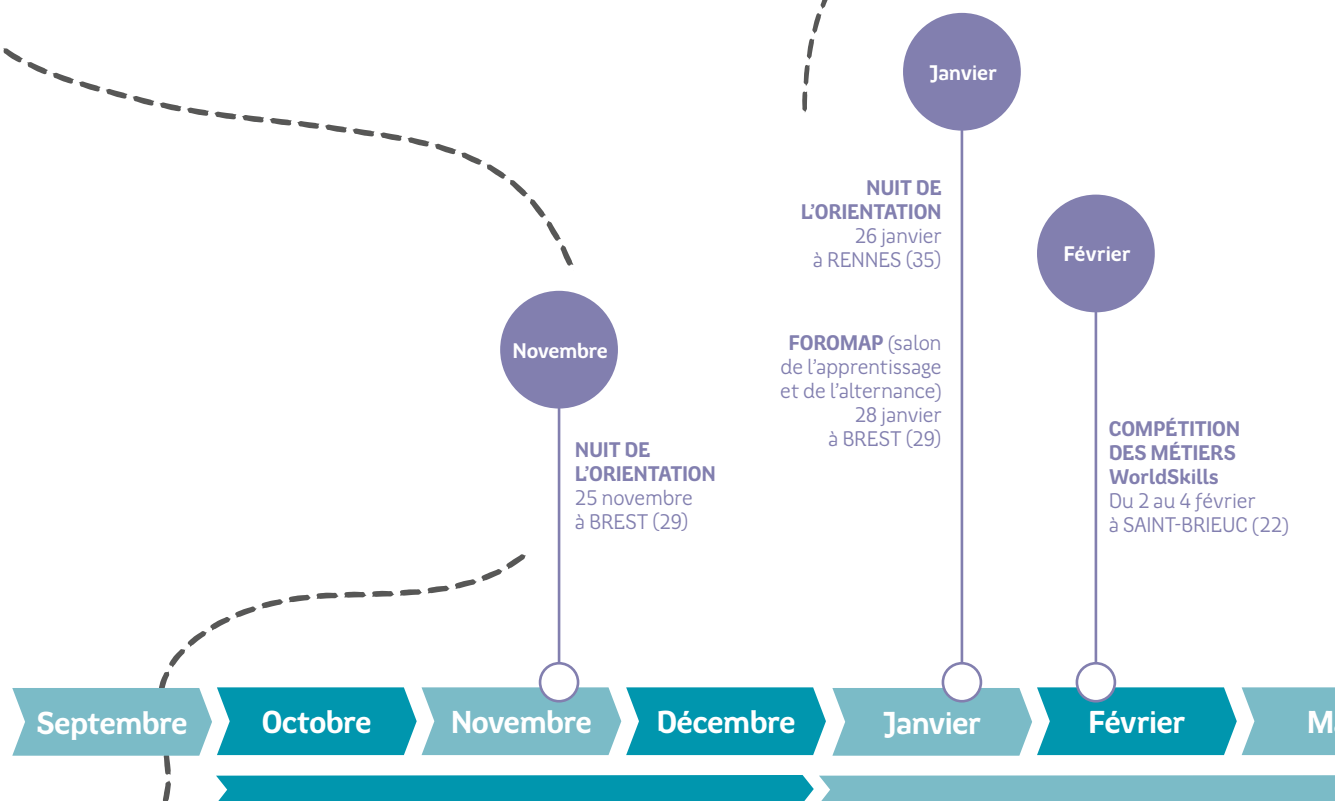 Janvier
NUIT DE
L'ORIENTATION
26 janvier
à RENNES (35)
FOROMAP (salon
de l'apprentissage
et de l'alternance)
28 janvier
à BREST (29)
Février
COMPÉTITION
DES MÉTIERS
WorldSkills
Du 2 au 4 février
à SAINT-BRIEUC (22)
Novembre
NUIT DE
L'ORIENTATION
25 novembre
à BREST (29)
Septembre Octobre Novembre Décembre Janvier Février